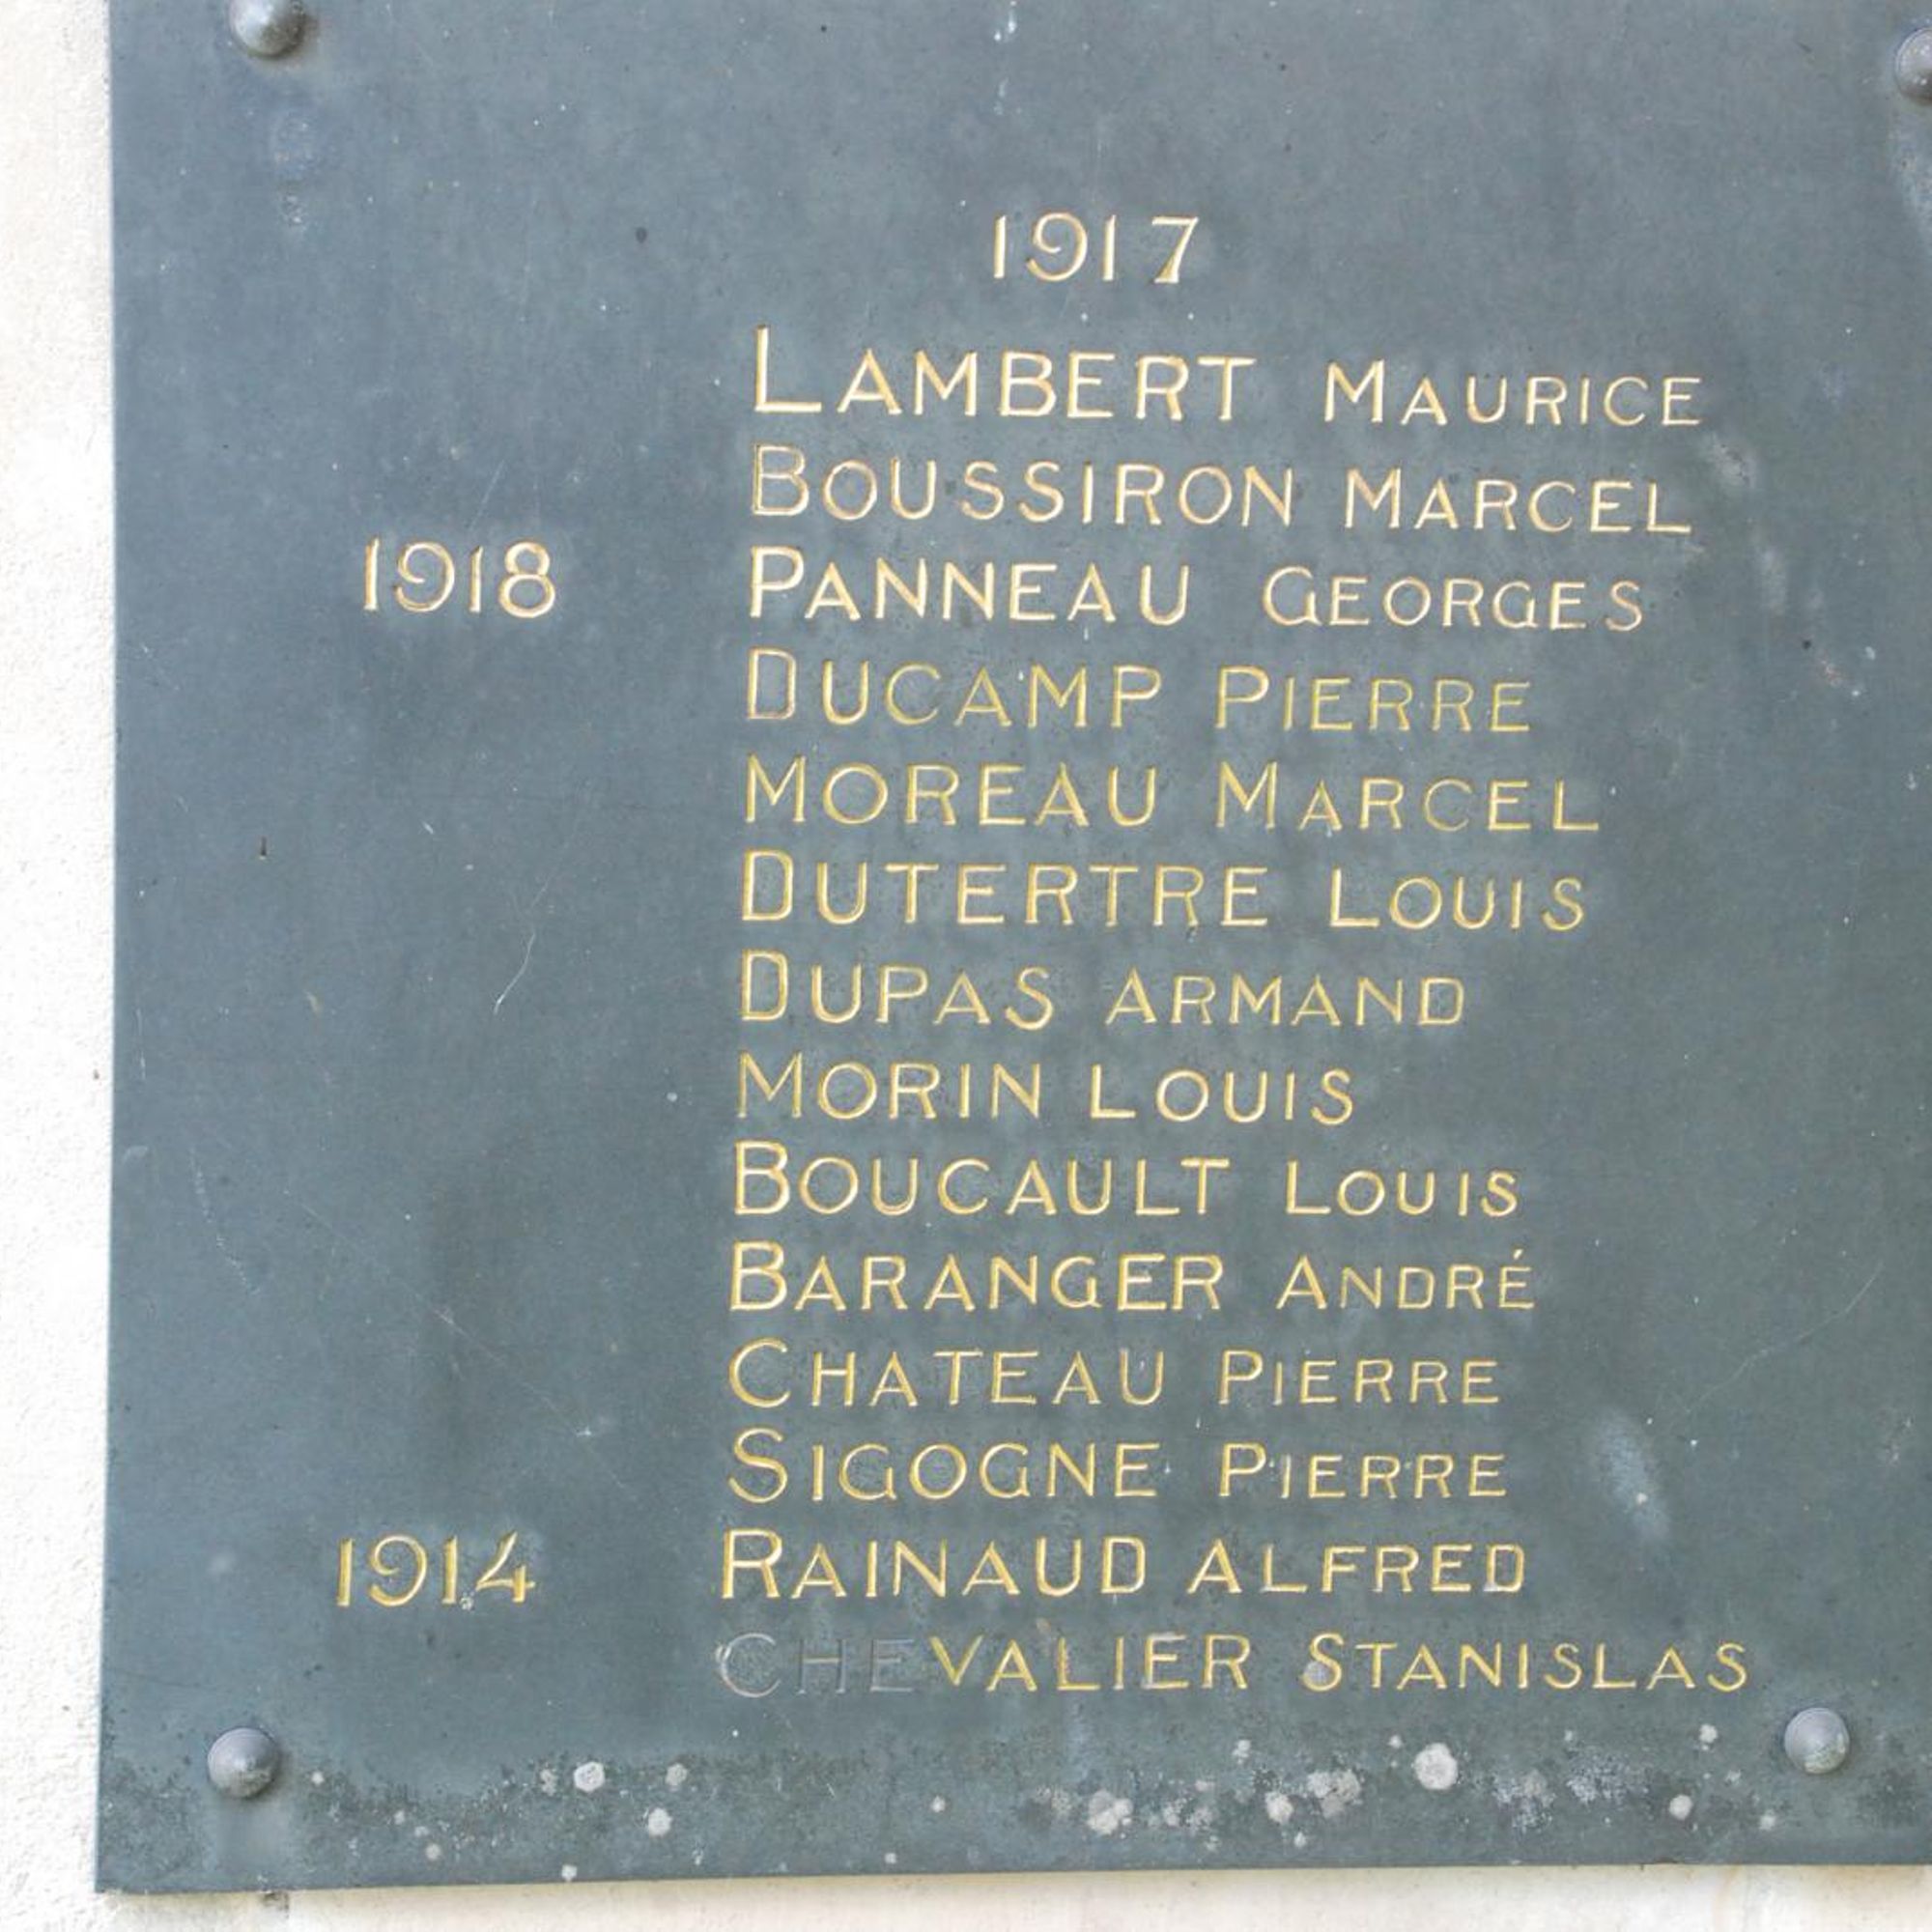 1917
LAMBERT MAURICE
BOUSSIRON MARCEL
1918 PANNEAU GEORGES
DUCAMP PIERRE
MOREAU MARCEL
DUTERTRE LOUIS
DUPAS ARMAND
MORIN LOUIS
BOUCAULT LOUIS
BARANGER ANDRÉ
CHATEAU PIERRE
SIGOGNE PIERRE
1914 RAINAUD ALFRED
CHEVALIER STANISLAS